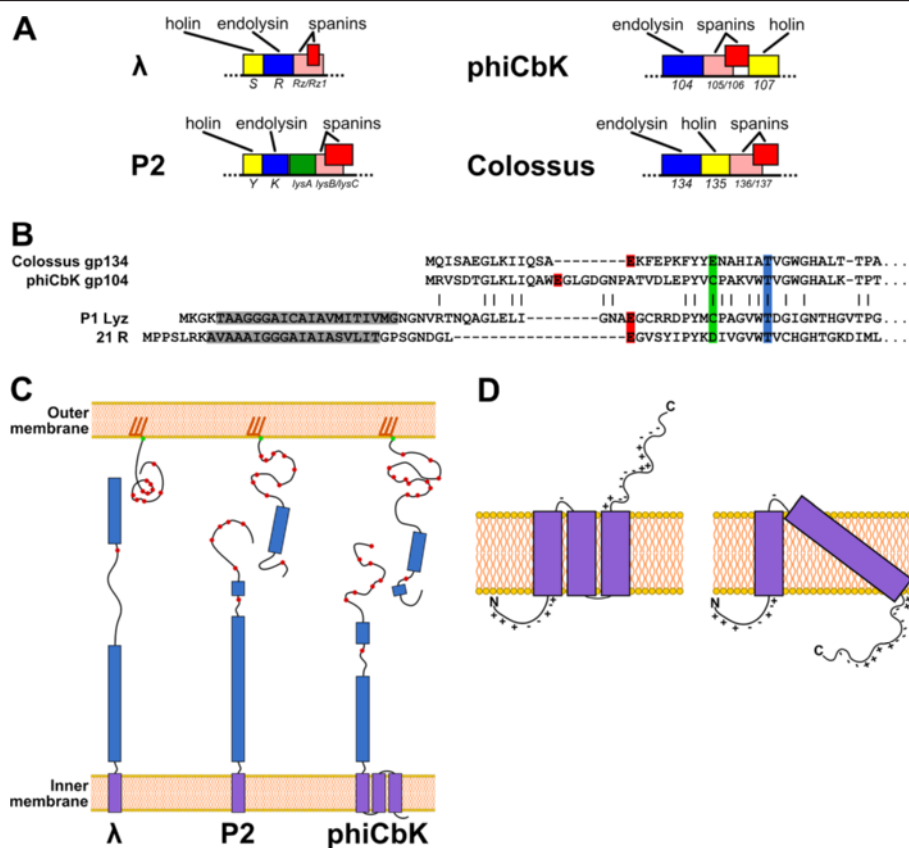 A
holin endolysin spanins
λ
S R Rz/Rz1
endolysin spanins holin
phiCbK
104 105/106 107
holin endolysin spanins
P2
Y K lysA lysB/lysC
endolysin holin spanins
Colossus
134 135 136/137
B
Colossus gp134 MQISAEGLKIIQSA--------EKFEPKFYYENAHIATVGWGHALT-TPA...
phiCbK gp104 MRVSDTGLKLIQAWEGLGDGNPATVDLEPYVCPAKVWTVGWGHALK-TPT...
P1 Lyz MKGKTAAGGGAICAIAVMITIVMGNGNVRTNQAGLELI------GNAEGCRRDPYMCPAGVWTDGIGNTHGVTPG...
21 R MPPSLRKAVAAAIGGGAIAIASVLITGPSGNDGL---------------EGVSYIPYKDIVGVWTVCHGHTGKDIML...
C
Outer
membrane
Inner
membrane
λ P2 phiCbK
D
C
N
N
C